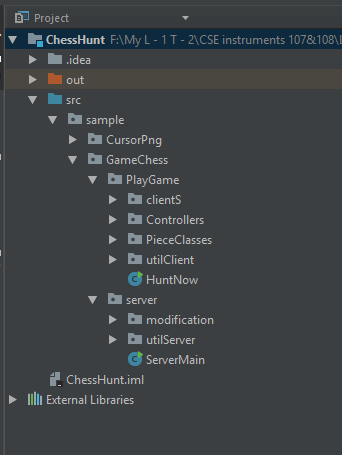 Project
ChessHunt F:\My L - 1 T - 2\CSE instruments 107&108\
.idea
out
src
sample
CursorPng
GameChess
PlayGame
clientS
Controllers
PieceClasses
utilClient
HuntNow
server
modification
utilServer
ServerMain
ChessHunt.iml
External Libraries